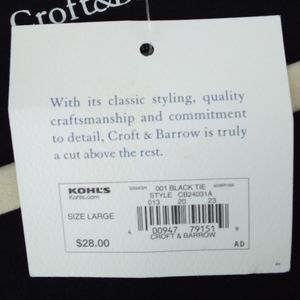 Croft&B
With its classic styling, quality
craftsmanship and commitment
to detail, Croft & Barrow is truly
a cut above the rest.
KOHL'S
Kohls.com
001 BLACK TIE
STYLE CB24031A
013 20 23
SIZE LARGE
$28.00
4 00947 79151 9
CROFT & BARROW
AD